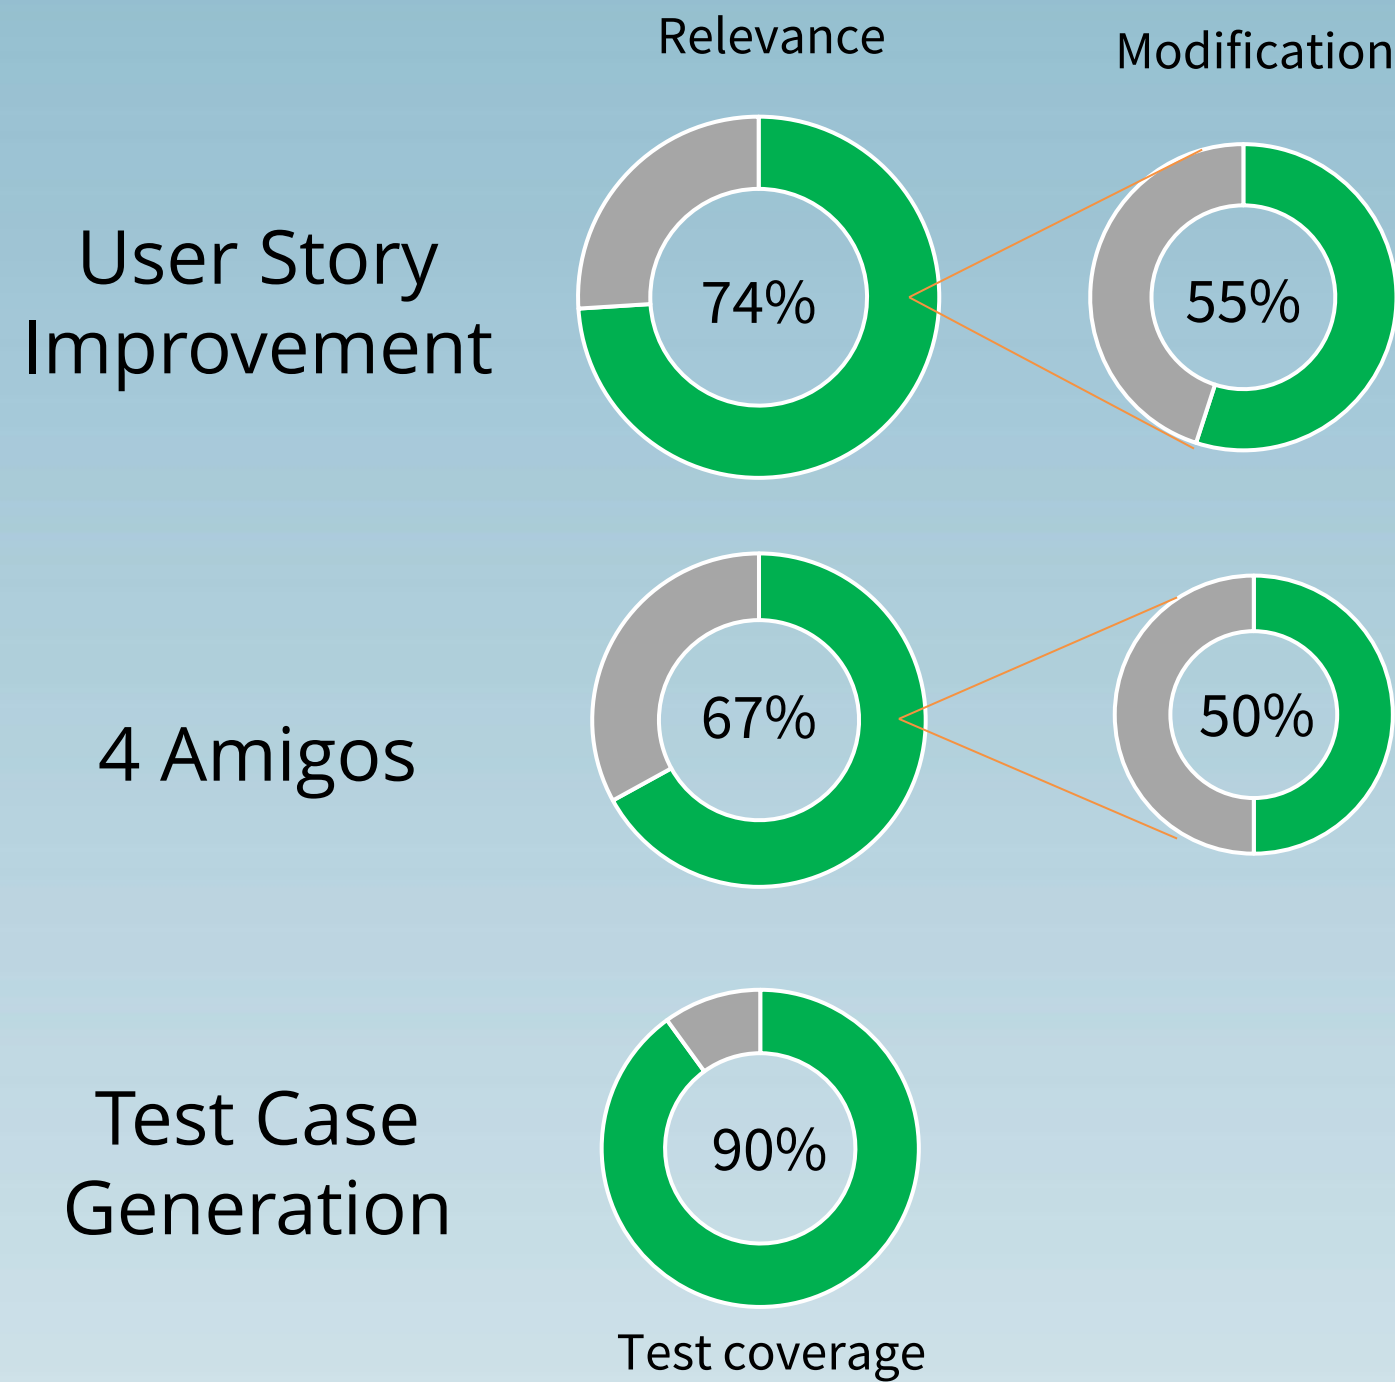 Relevance
Modification
User Story
Improvement
74%
55%
4 Amigos
67%
50%
Test Case
Generation
90%
Test coverage